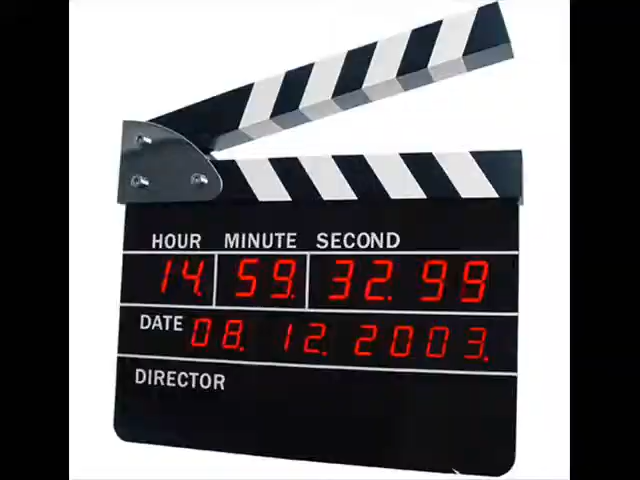 HOUR MINUTE SECOND
14. 59. 32. 99
DATE 08. 12. 2003.
DIRECTOR